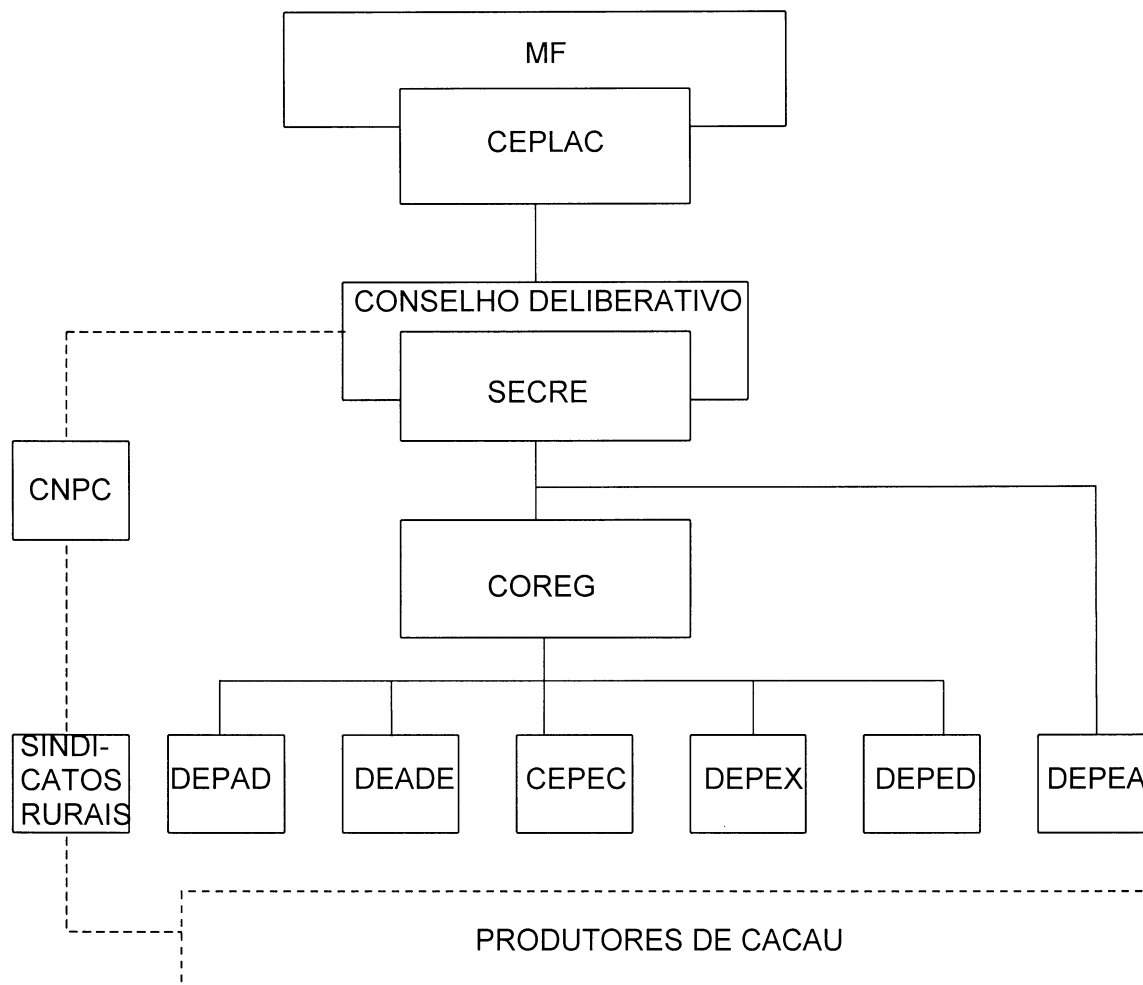 MF
CEPLAC
CONSELHO DELIBERATIVO
SECRE
CNPC
COREG
SINDI-
CATOS
RURAIS
DEPAD
DEADE
CEPEC
DEPEX
DEPED
DEPEA
PRODUTORES DE CACAU